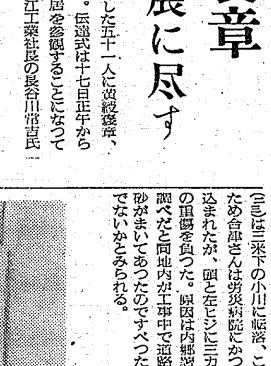 章
展に尽す
した五十一人に黄綬褒章、
。伝達式は十七日正午から
居を参観することになって
江工業社長の長谷川常吉氏
は三米下の小川に転落、こ
ため合津さんは労災病院にかつ
込まれたが、頭と左ヒジに三カ
の重傷を負つた。原因は内郷
調べだと同地内が工事中で道路
砂がまいてあつたのですべつた
でないかとみられる。